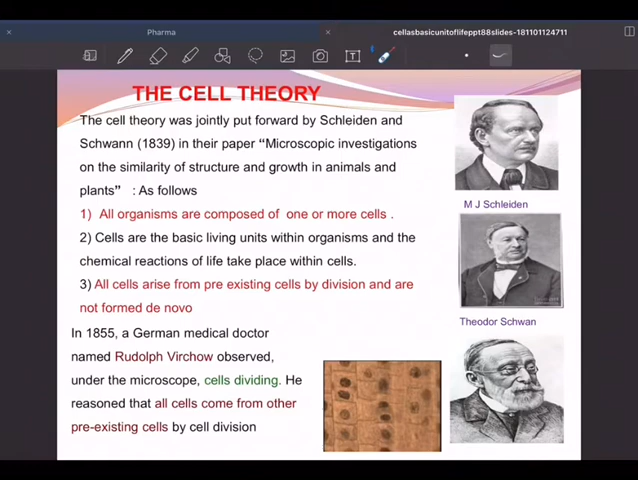 Pharma
cellasbasicunitoflifeppt88slides-181101124711
THE CELL THEORY
The cell theory was jointly put forward by Schleiden and
Schwann (1839) in their paper “Microscopic investigations
on the similarity of structure and growth in animals and
plants” : As follows
1) All organisms are composed of one or more cells .
2) Cells are the basic living units within organisms and the
chemical reactions of life take place within cells.
3) All cells arise from pre existing cells by division and are
not formed de novo
In 1855, a German medical doctor
named Rudolph Virchow observed,
under the microscope, cells dividing. He
reasoned that all cells come from other
pre-existing cells by cell division
M J Schleiden
Theodor Schwan